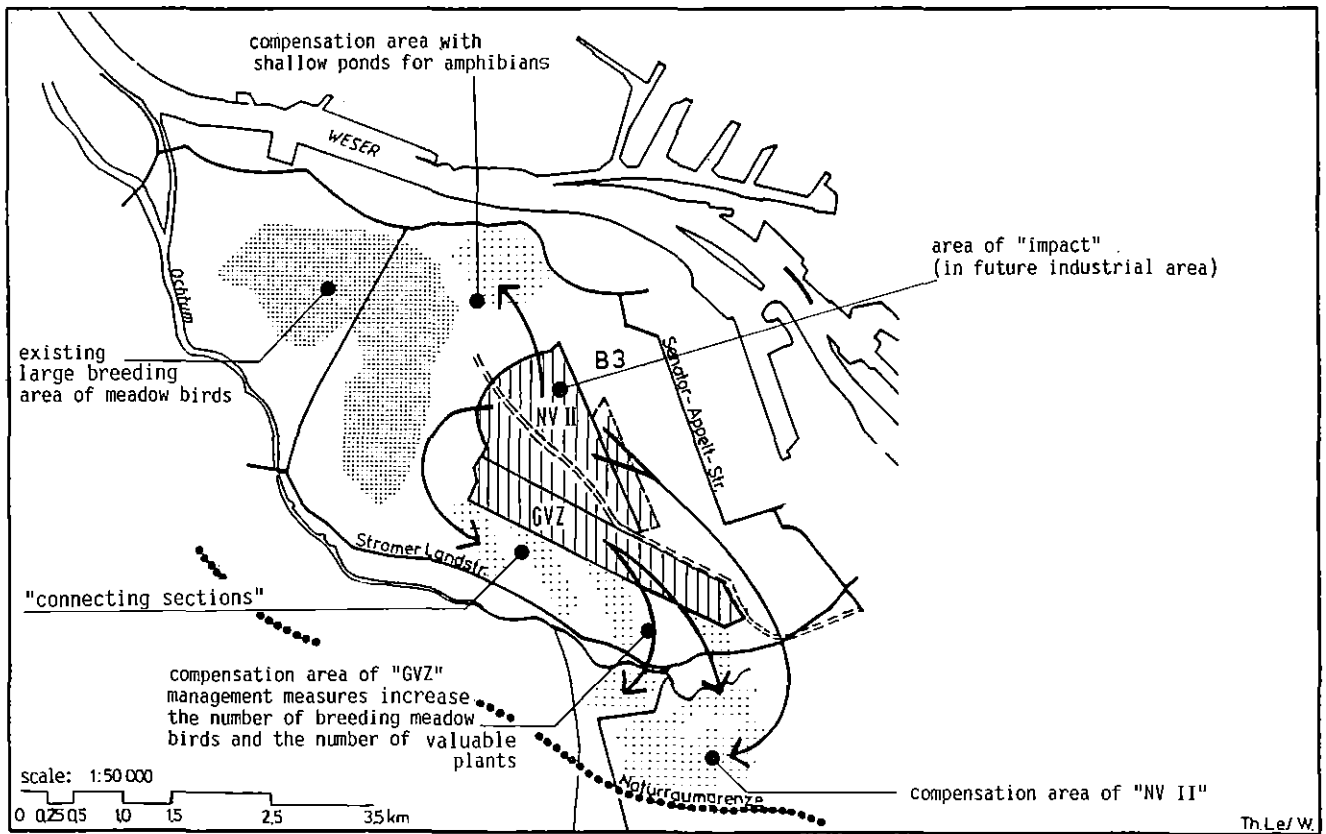 compensation area with
shallow ponds for amphibians
WESER
area of "impact"
(in future industrial area)
Ochtum
existing
large breeding
area of meadow birds
B3
Senator-Appelt-Str.
NV II
GVZ
Stromer Landstr.
"connecting sections"
compensation area of "GVZ"
management measures increase
the number of breeding meadow
birds and the number of valuable
plants
compensation area of "NV II"
Naturraumgrenze
scale: 1:50 000
0 0,25 0,5 1,0 1,5 2,5 3,5 km
Th.Le/ W.